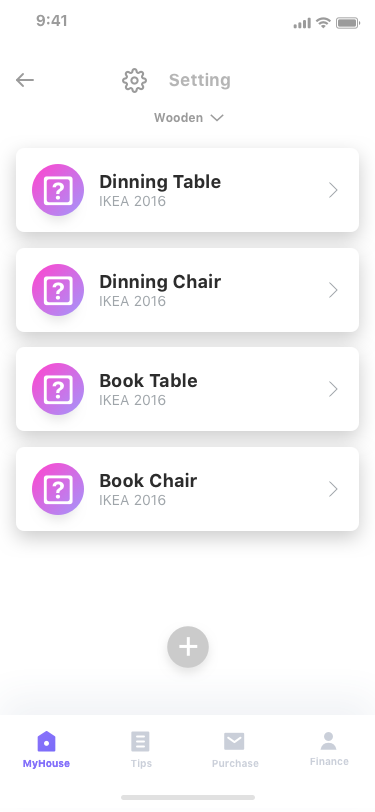 9:41
Setting
Wooden
Dinning Table
IKEA 2016
Dinning Chair
IKEA 2016
Book Table
IKEA 2016
Book Chair
IKEA 2016
MyHouse
Tips
Purchase
Finance